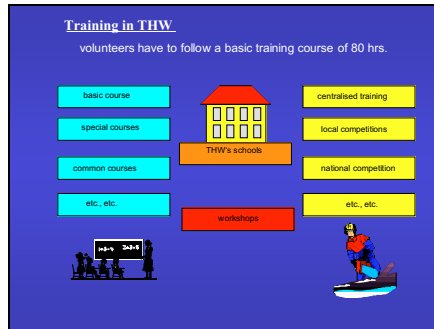 Training in THW
volunteers have to follow a basic training course of 80 hrs.
basic course
special courses
common courses
etc., etc.
THW's schools
workshops
centralised training
local competitions
national competition
etc., etc.